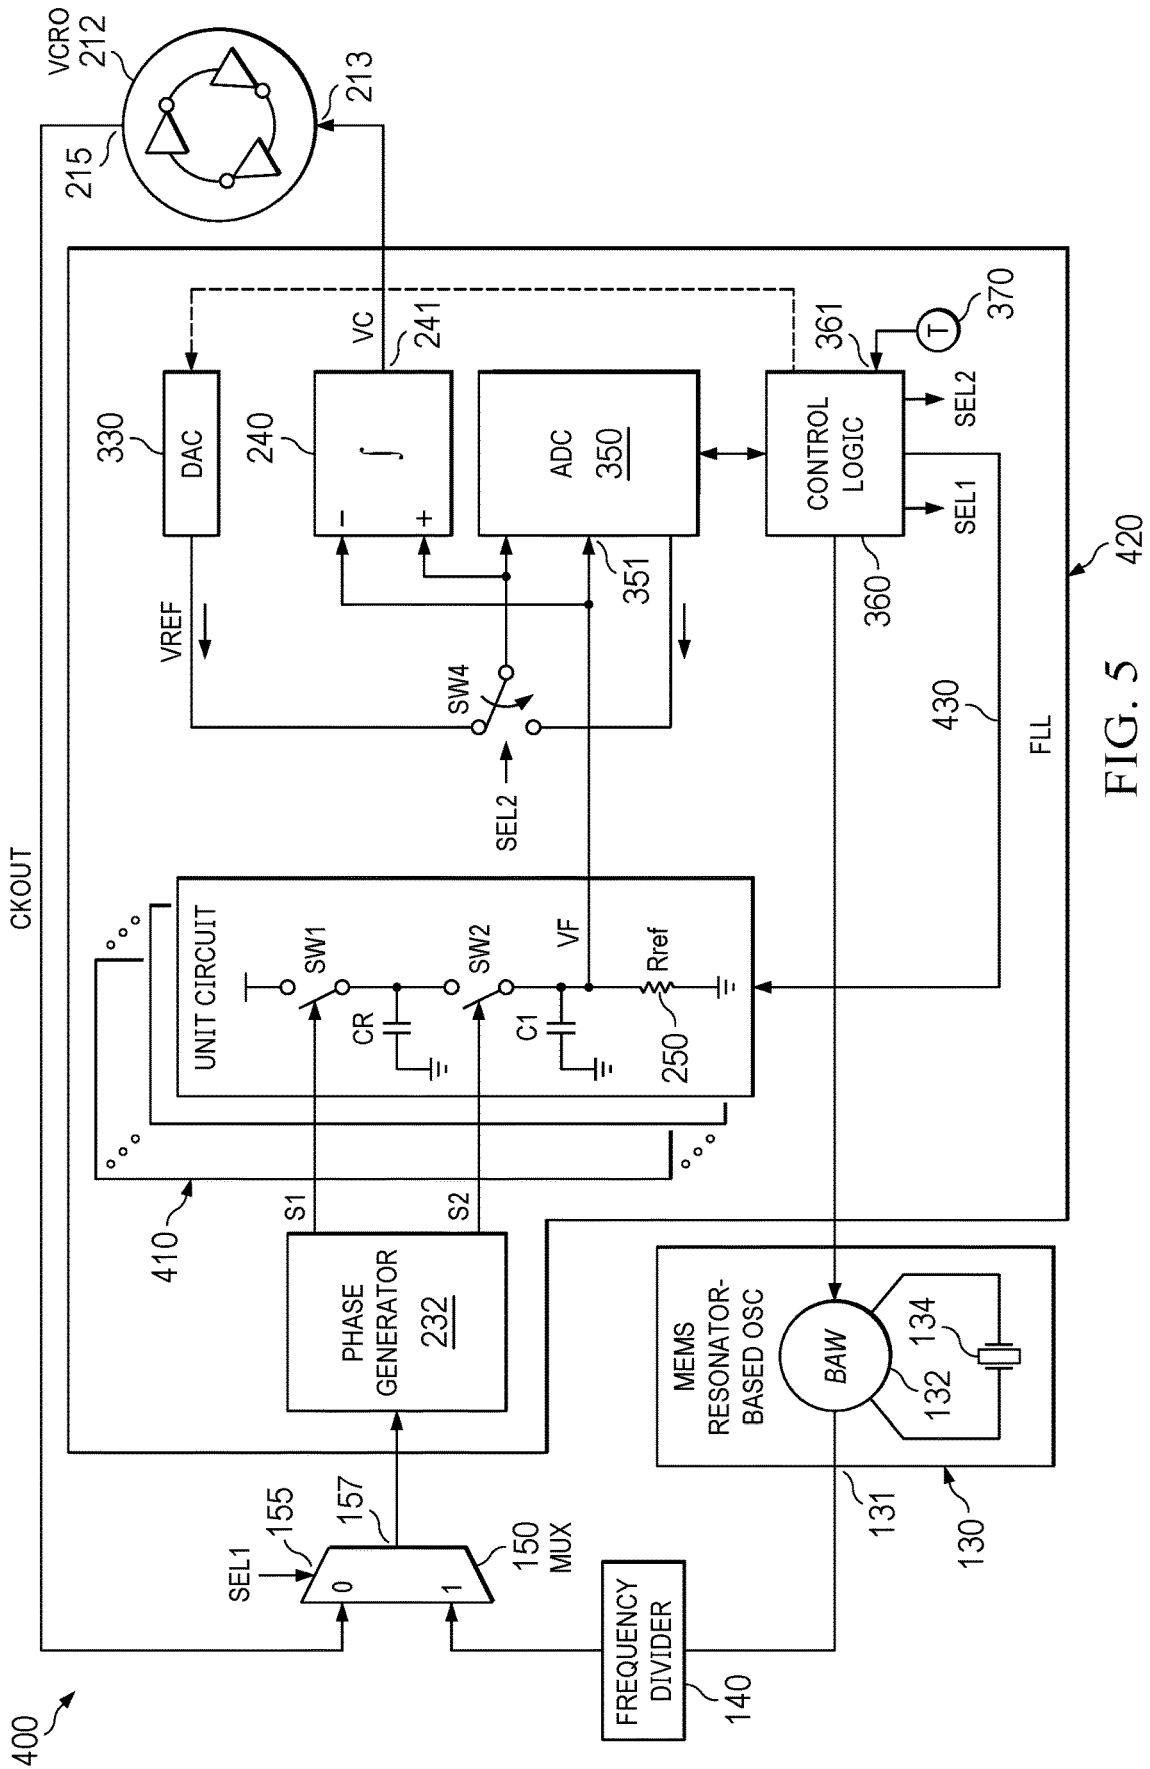 400
CKOUT
VCRO
212
215
213
SEL1
155
157
0
1
150
MUX
PHASE
GENERATOR
232
S1
S2
410
UNIT CIRCUIT
SW1
CR
SW2
C1
VF
Rref
250
VREF
DAC
330
SW4
SEL2
240
∫
−
+
VC
241
ADC
350
351
CONTROL
LOGIC
360
361
T
370
SEL1
SEL2
430
FLL
420
FREQUENCY
DIVIDER
140
131
130
MEMS
RESONATOR-
BASED OSC
BAW
132
134
FIG. 5